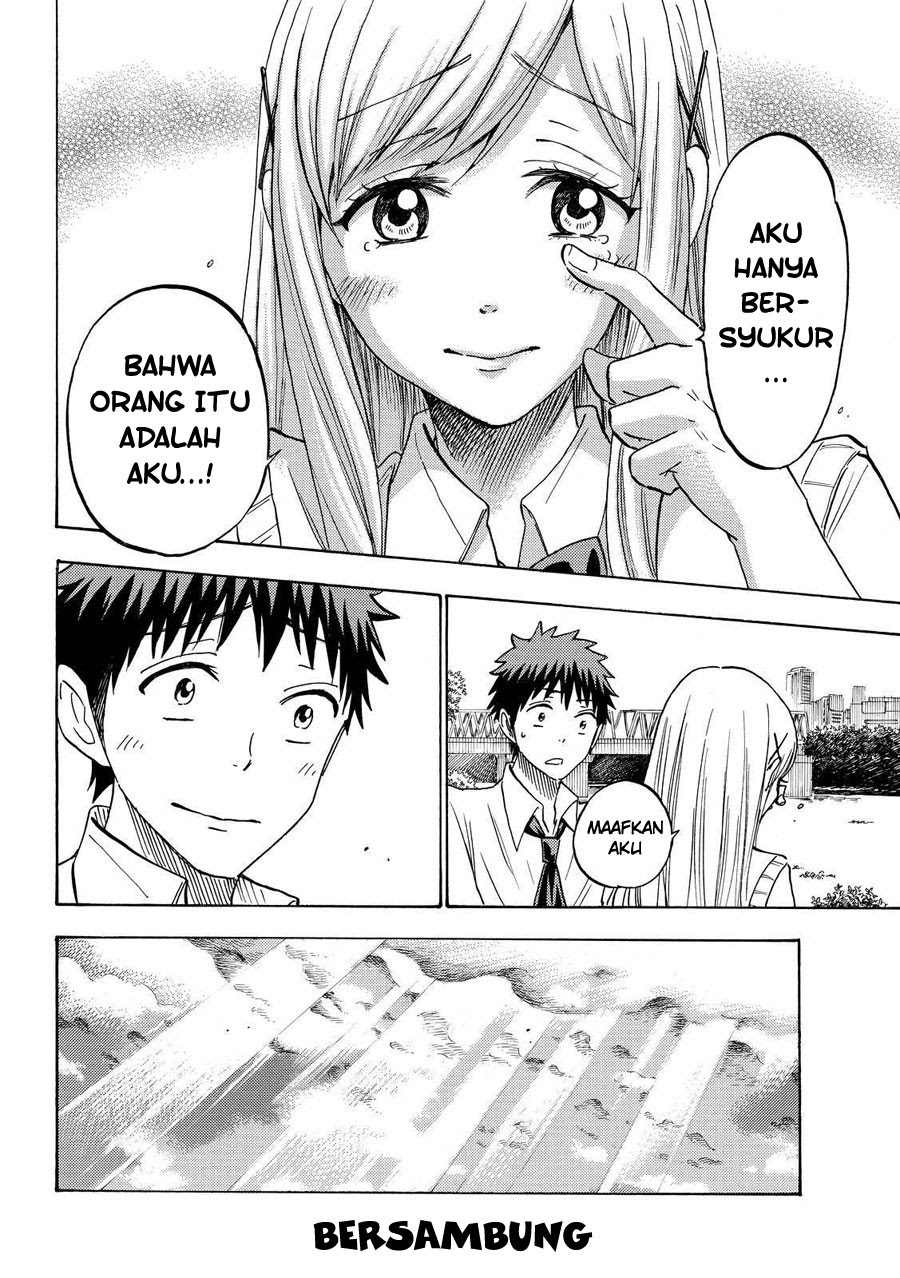 AKU
HANYA
BER-
SYUKUR
...
BAHWA
ORANG ITU
ADALAH
AKU...!
MAAFKAN
AKU
BERSAMBUNG